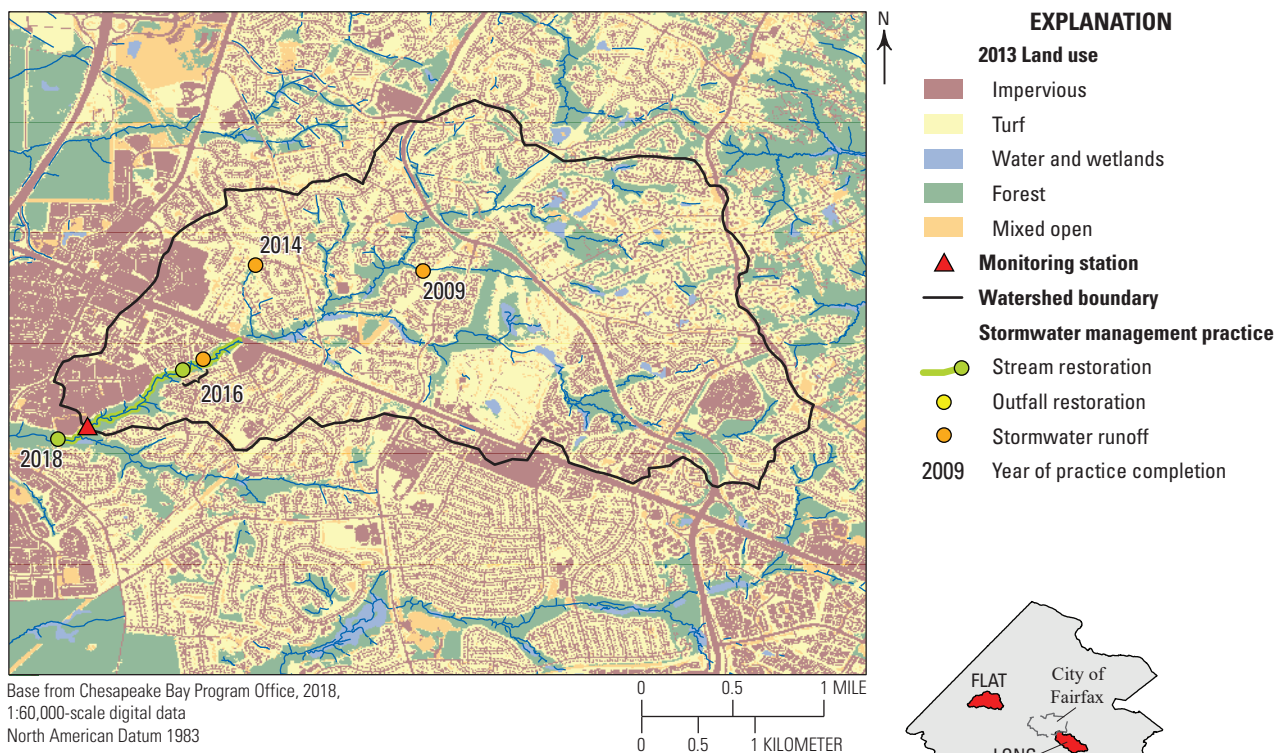 2014
2009
2016
2018
Base from Chesapeake Bay Program Office, 2018,
1:60,000-scale digital data
North American Datum 1983
0 0.5 1 MILE
0 0.5 1 KILOMETER
N
EXPLANATION
2013 Land use
Impervious
Turf
Water and wetlands
Forest
Mixed open
Monitoring station
Watershed boundary
Stormwater management practice
Stream restoration
Outfall restoration
Stormwater runoff
2009 Year of practice completion
FLAT
City of
Fairfax
LONG